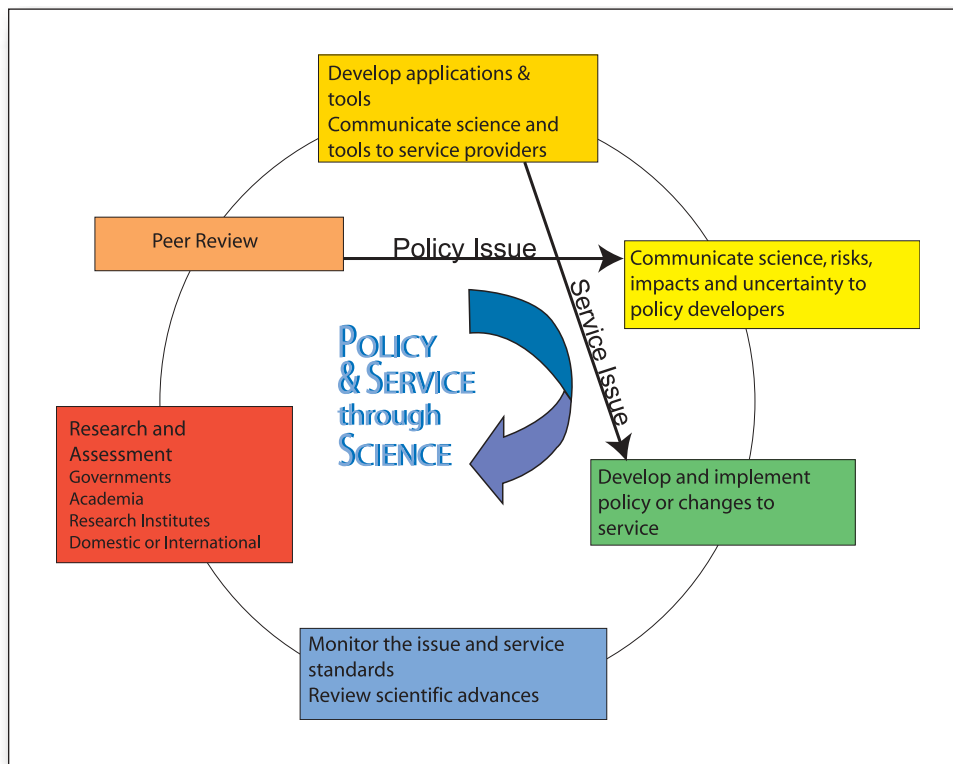 Develop applications &
tools
Communicate science and
tools to service providers
Peer Review
Policy Issue
Communicate science, risks,
impacts and uncertainty to
policy developers
Service Issue
POLICY
& SERVICE
through
SCIENCE
Research and
Assessment
Governments
Academia
Research Institutes
Domestic or International
Develop and implement
policy or changes to
service
Monitor the issue and service
standards
Review scientific advances